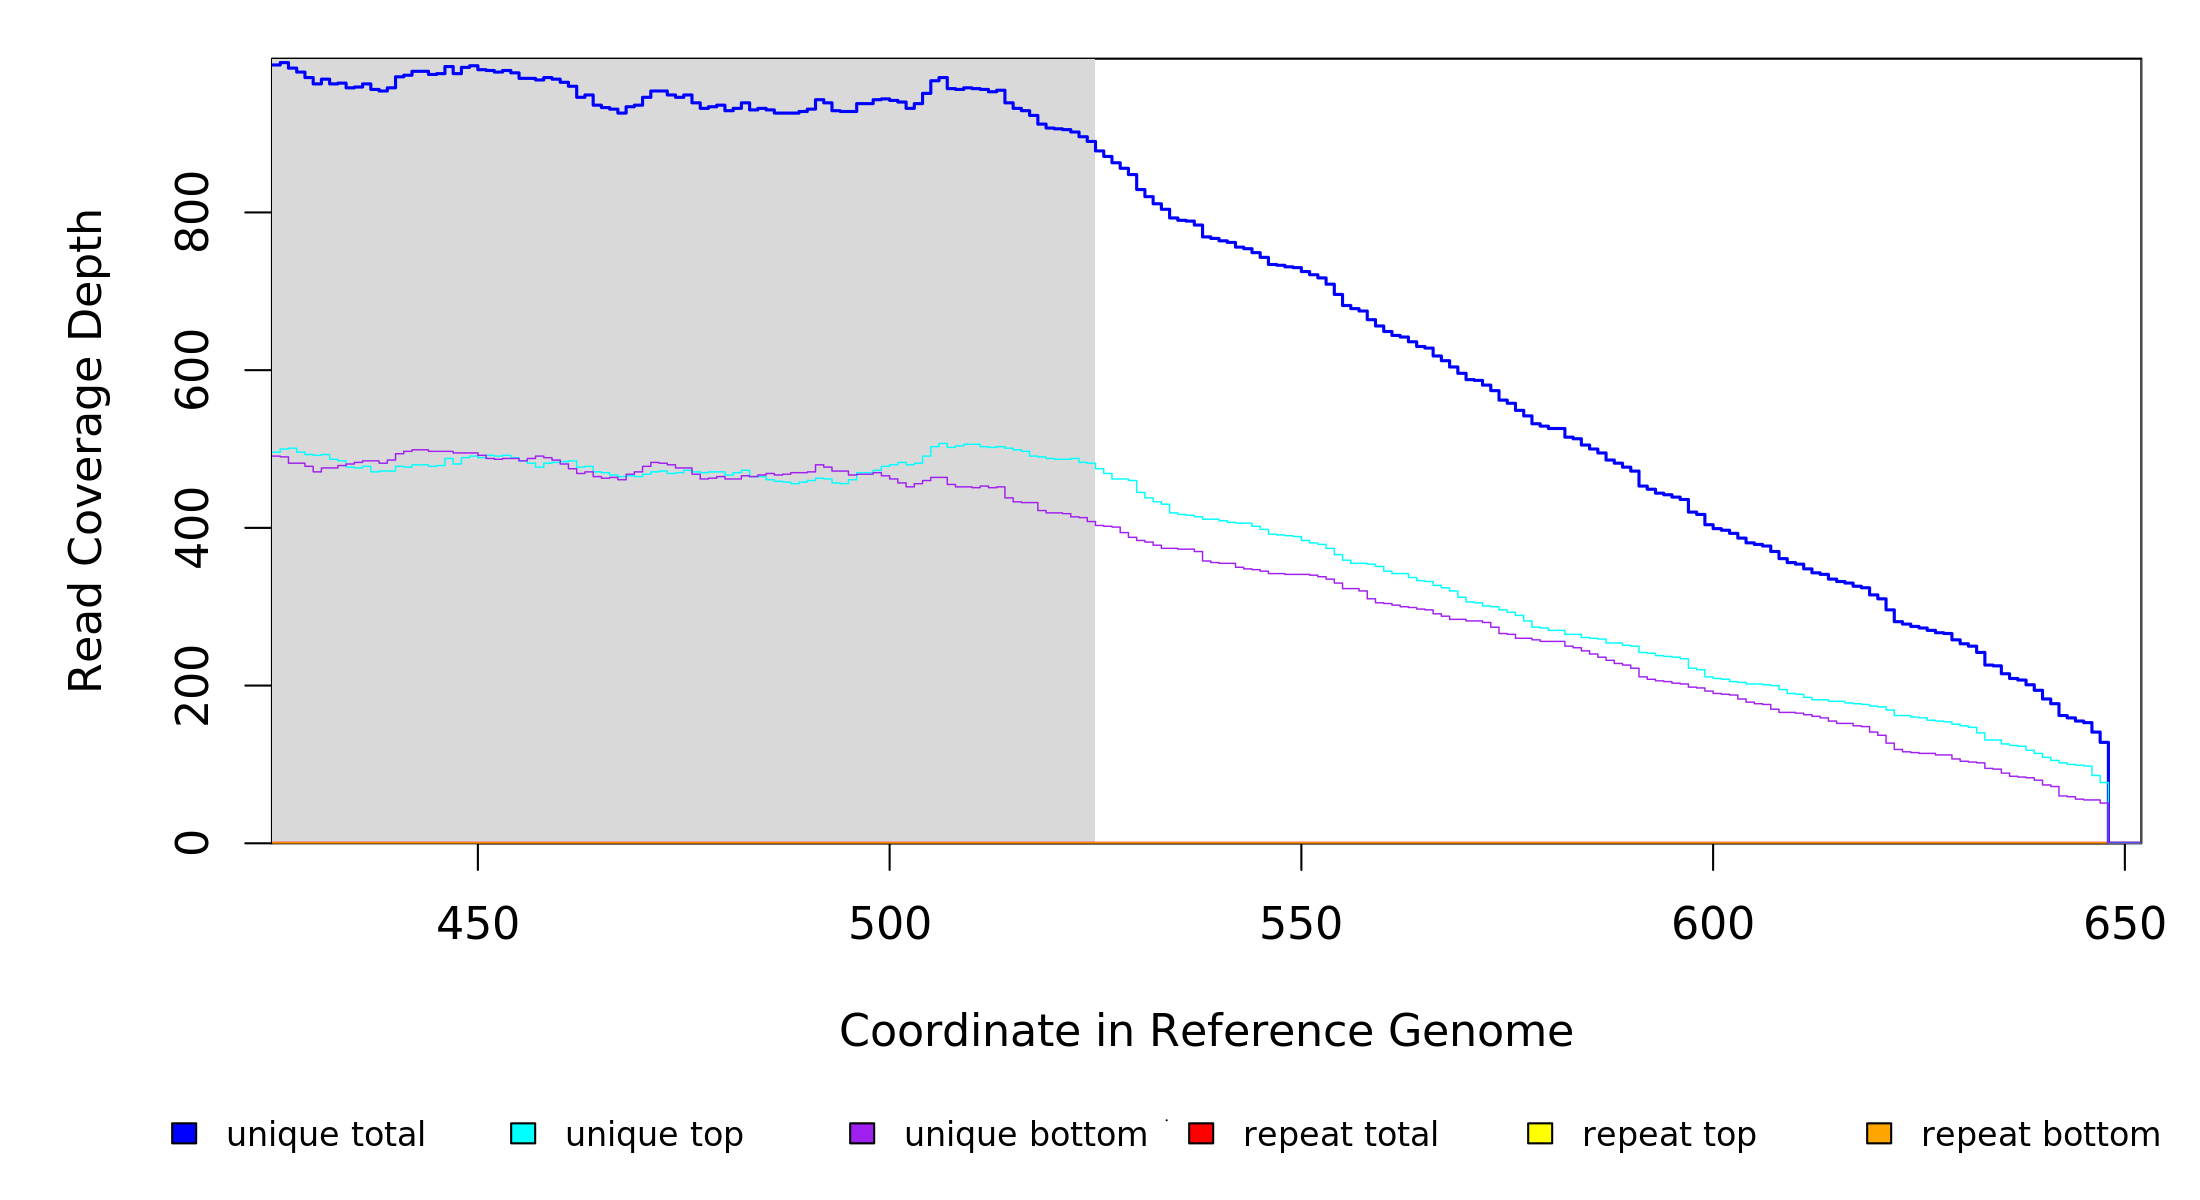 Read Coverage Depth
800
600
400
200
0
450 500 550 600 650
Coordinate in Reference Genome
unique total unique top unique bottom repeat total repeat top repeat bottom